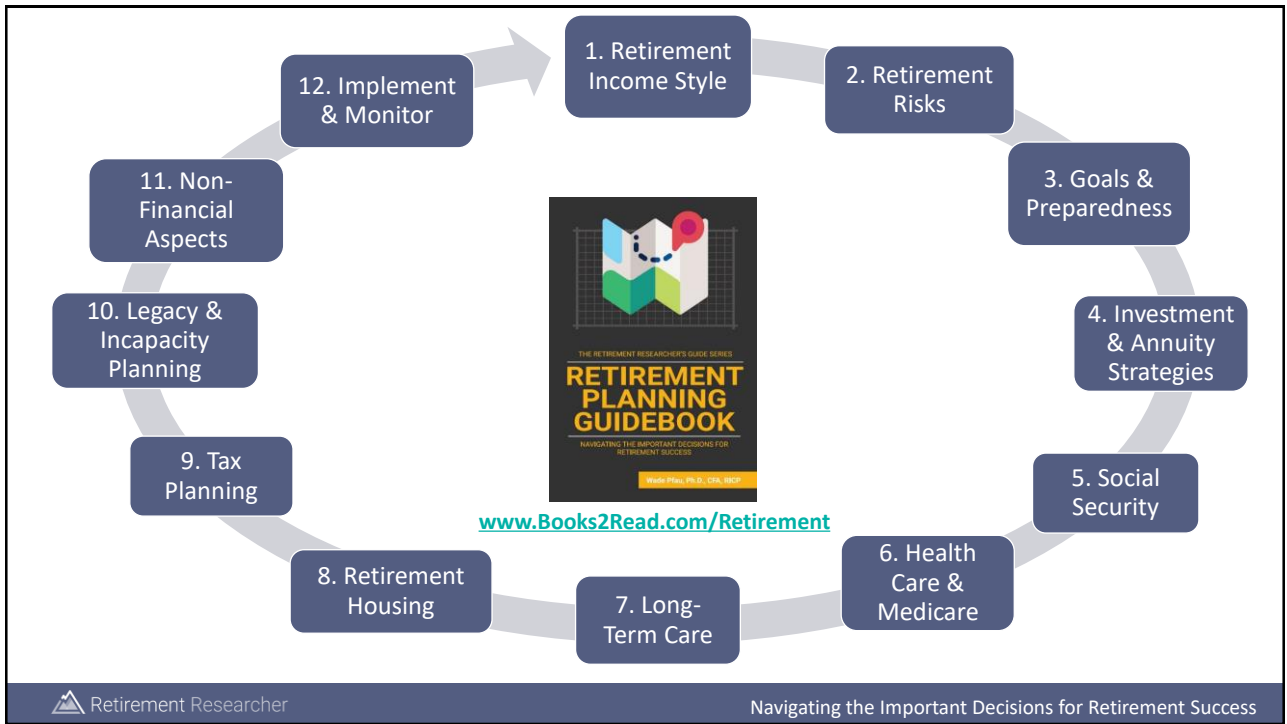 1. Retirement
Income Style
2. Retirement
Risks
3. Goals &
Preparedness
4. Investment
& Annuity
Strategies
5. Social
Security
6. Health
Care &
Medicare
7. Long-
Term Care
8. Retirement
Housing
9. Tax
Planning
10. Legacy &
Incapacity
Planning
11. Non-
Financial
Aspects
12. Implement
& Monitor
THE RETIREMENT RESEARCHER'S GUIDE SERIES
RETIREMENT
PLANNING
GUIDEBOOK
NAVIGATING THE IMPORTANT DECISIONS FOR
RETIREMENT SUCCESS
Wade Pfau, Ph.D., CFA, RICP
www.Books2Read.com/Retirement
Retirement Researcher
Navigating the Important Decisions for Retirement Success